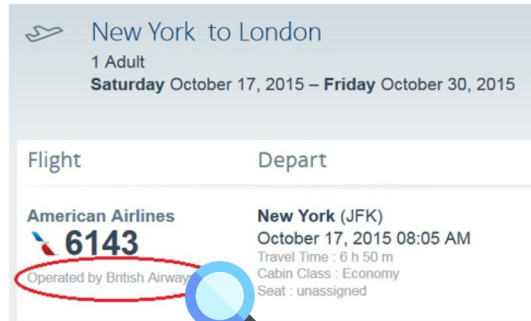 New York to London
1 Adult
Saturday October 17, 2015 – Friday October 30, 2015
Flight
Depart
American Airlines
6143
Operated by British Airway
New York (JFK)
October 17, 2015 08:05 AM
Travel Time : 6 h 50 m
Cabin Class : Economy
Seat : unassigned